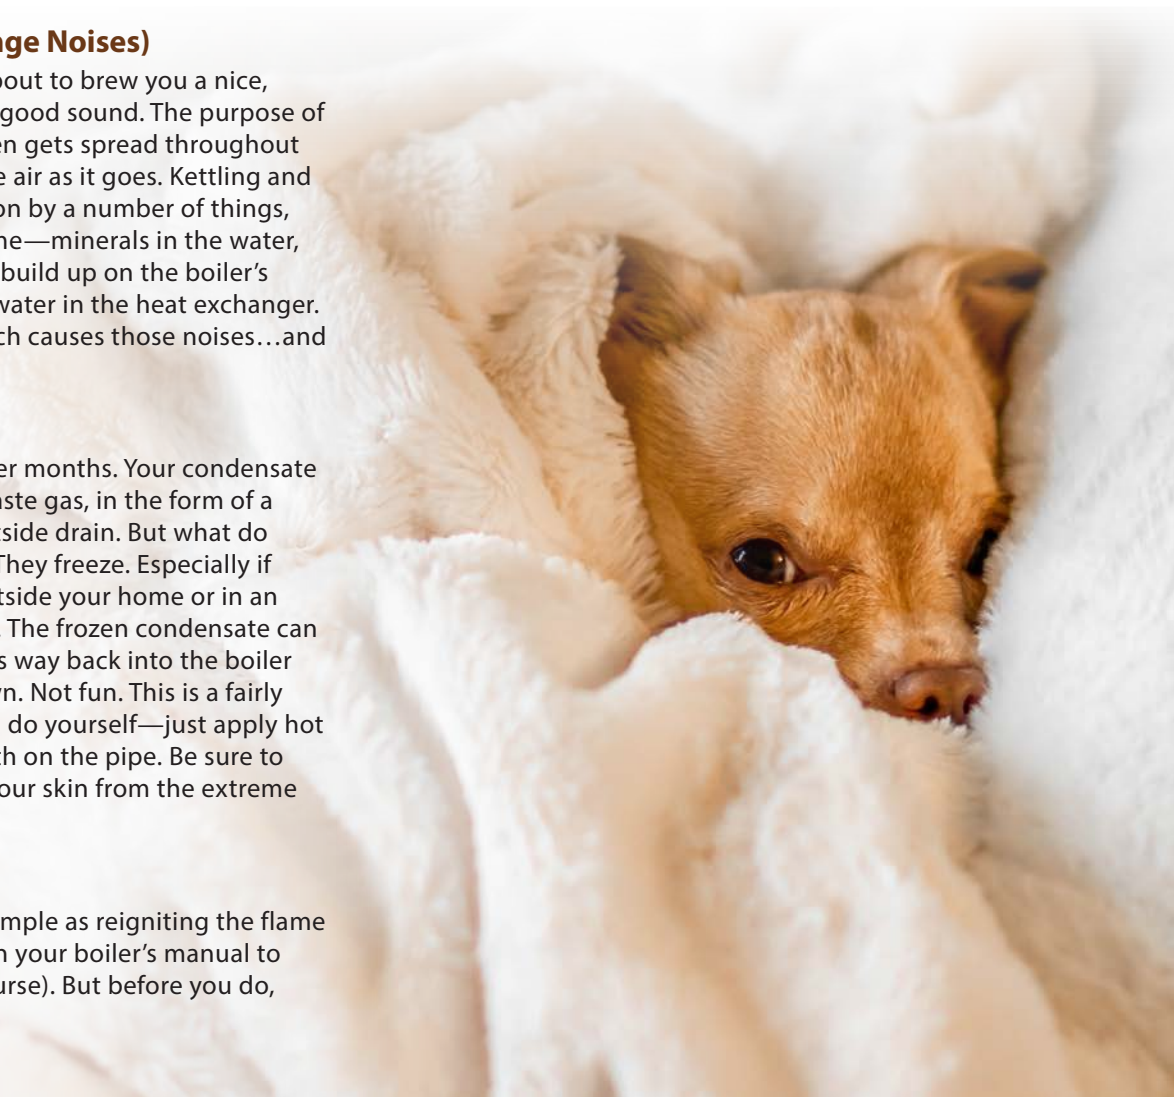 ge Noises)
out to brew you a nice,
good sound. The purpose of
en gets spread throughout
e air as it goes. Kettling and
on by a number of things,
ne—minerals in the water,
build up on the boiler’s
water in the heat exchanger.
ch causes those noises…and
er months. Your condensate
aste gas, in the form of a
tside drain. But what do
They freeze. Especially if
tside your home or in an
. The frozen condensate can
s way back into the boiler
n. Not fun. This is a fairly
do yourself—just apply hot
th on the pipe. Be sure to
our skin from the extreme
mple as reigniting the flame
n your boiler’s manual to
urse). But before you do,